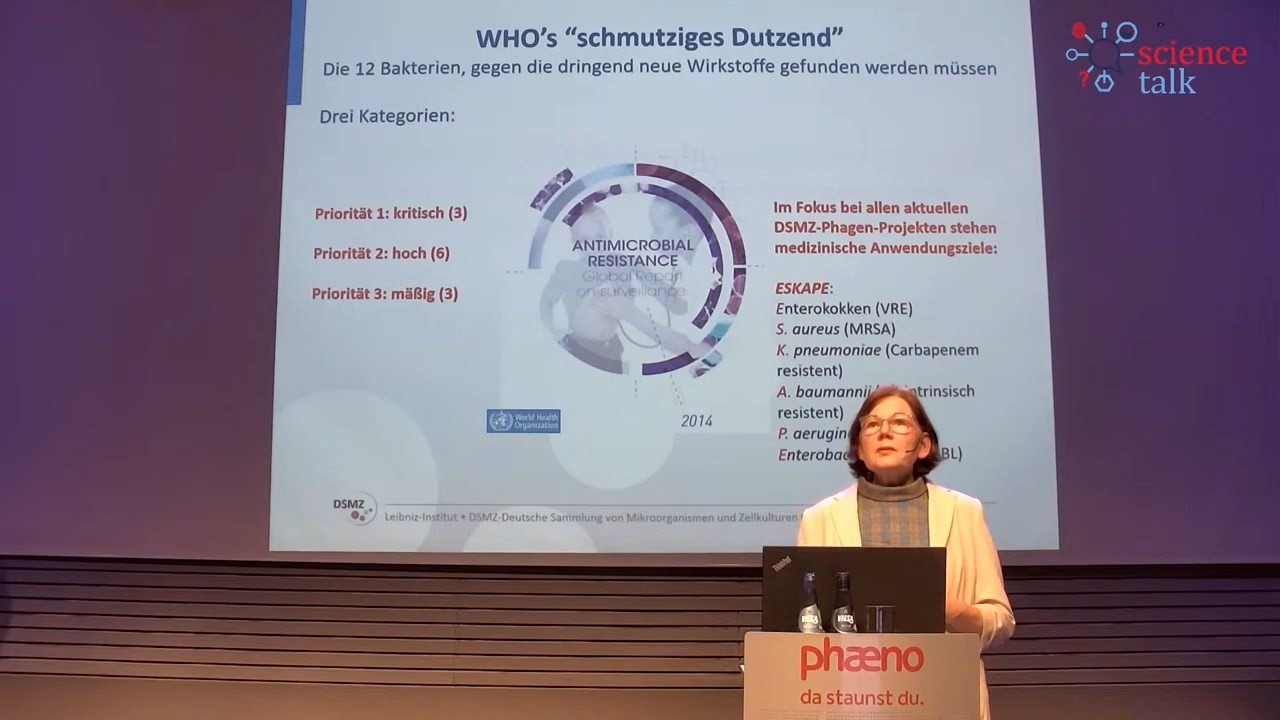 WHO's “schmutziges Dutzend”
Die 12 Bakterien, gegen die dringend neue Wirkstoffe gefunden werden müssen
science
talk
Drei Kategorien:
Priorität 1: kritisch (3)
Priorität 2: hoch (6)
Priorität 3: mäßig (3)
ANTIMICROBIAL
RESISTANCE
Global Report
on surveillance
World Health
Organization
2014
Im Fokus bei allen aktuellen
DSMZ-Phagen-Projekten stehen
medizinische Anwendungsziele:
ESKAPE:
Enterokokken (VRE)
S. aureus (MRSA)
K. pneumoniae (Carbapenem
resistent)
A. baumannii
resistent)
P.
DSMZ
Leibniz-Institut • DSMZ-Deutsche Sammlung von Mikroorganismen und Zellkulturen
ThinkPad
phæno
da staunst du.